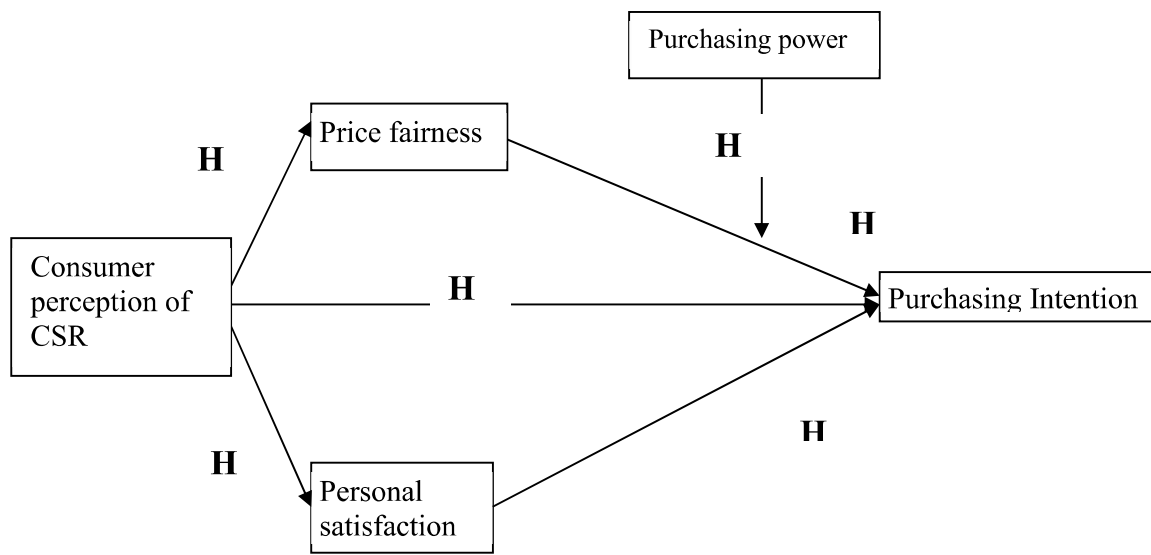 Purchasing power
Price fairness
H
H
H
Consumer
perception of
CSR
H
Purchasing Intention
H
H
Personal
satisfaction